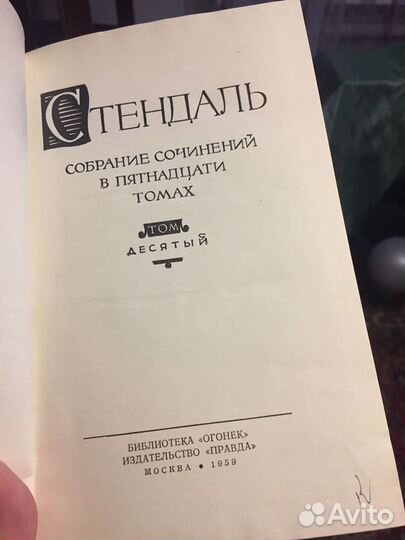 СТЕНДАЛЬ
СОБРАНИЕ СОЧИНЕНИЙ
В ПЯТНАДЦАТИ
ТОМАХ
ТОМ
ДЕСЯТЫЙ
БИБЛИОТЕКА «ОГОНЕК»
ИЗДАТЕЛЬСТВО «ПРАВДА»
МОСКВА • 1959
Avito